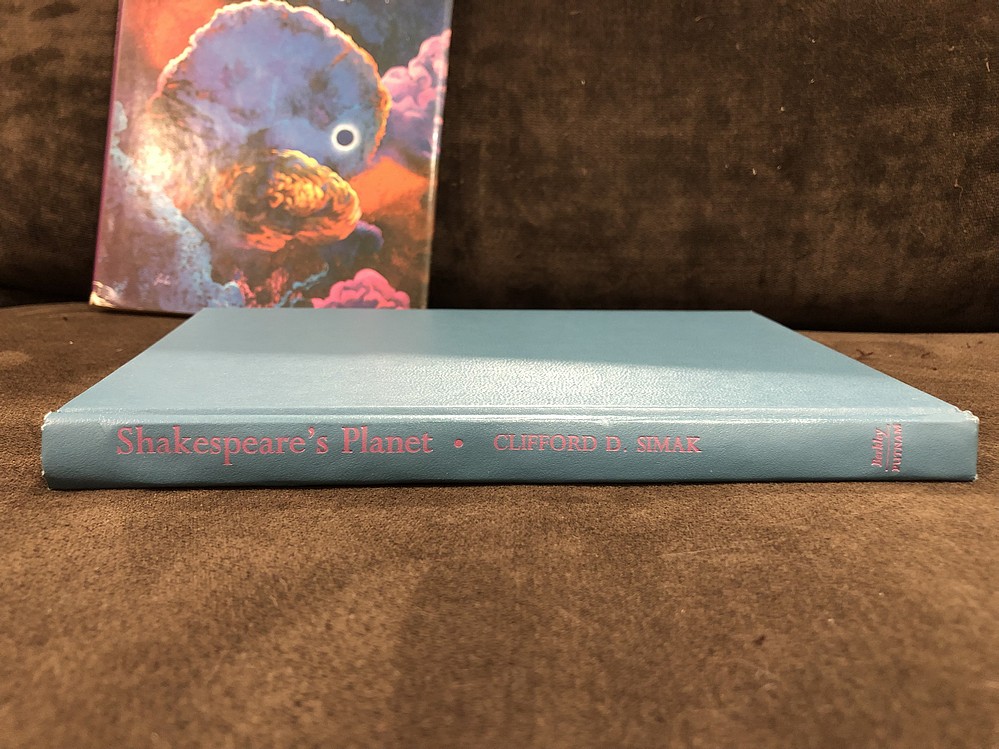 Shakespeare's Planet • CLIFFORD D. SIMAK
Berkley
PUTNAM